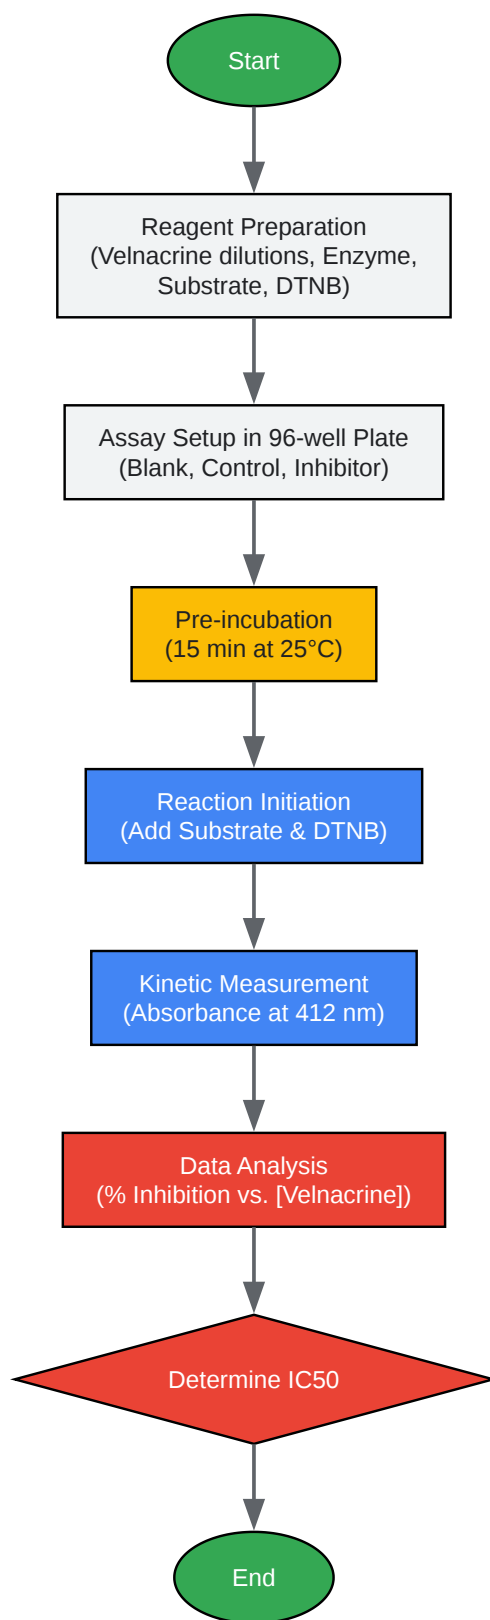 Start
Reagent Preparation
(Velnacrine dilutions, Enzyme,
Substrate, DTNB)
Assay Setup in 96-well Plate
(Blank, Control, Inhibitor)
Pre-incubation
(15 min at 25°C)
Reaction Initiation
(Add Substrate & DTNB)
Kinetic Measurement
(Absorbance at 412 nm)
Data Analysis
(% Inhibition vs. [Velnacrine])
Determine IC50
End